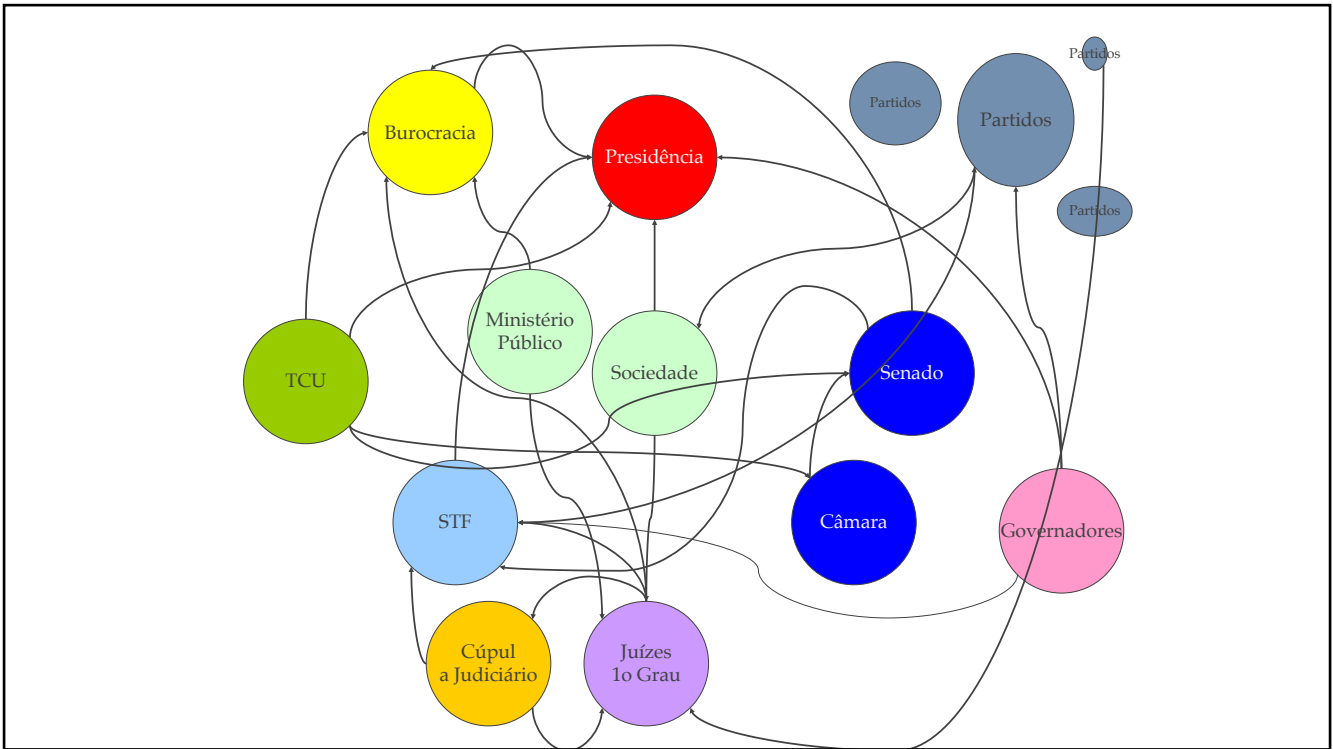 Partidos
Partidos
Partidos
Burocracia
Presidência
Partidos
Ministério
Público
Sociedade
Senado
TCU
STF
Câmara
Governadores
Cúpul
a Judiciário
Juízes
1o Grau